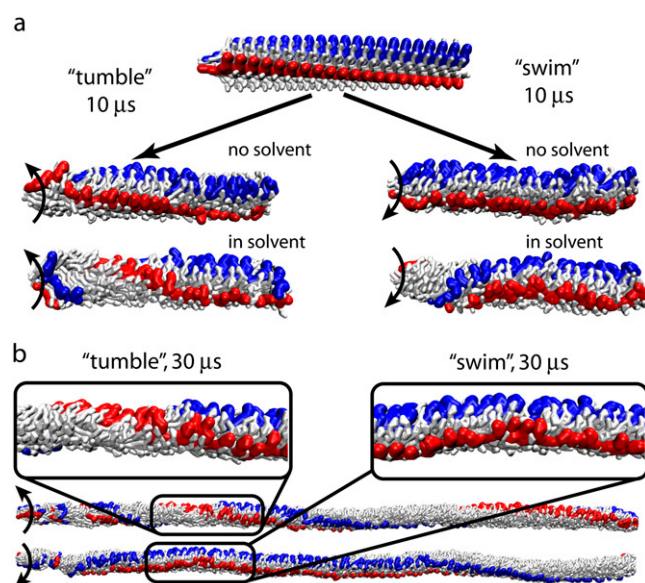 a
"tumble"
10 μs
"swim"
10 μs
no solvent
no solvent
in solvent
in solvent
b
"tumble", 30 μs
"swim", 30 μs